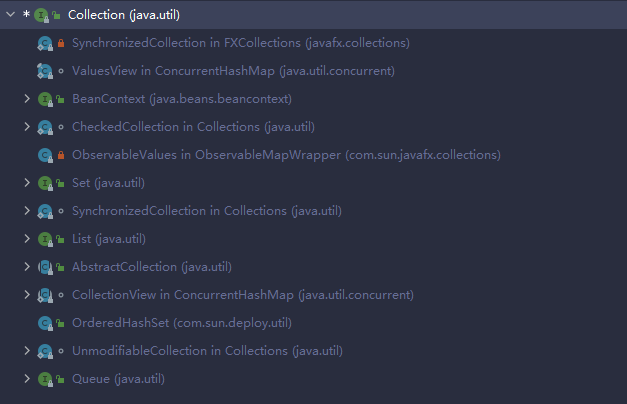 * Collection (java.util)
SynchronizedCollection in FXCollections (javafx.collections)
ValuesView in ConcurrentHashMap (java.util.concurrent)
BeanContext (java.beans.beancontext)
CheckedCollection in Collections (java.util)
ObservableValues in ObservableMapWrapper (com.sun.javafx.collections)
Set (java.util)
SynchronizedCollection in Collections (java.util)
List (java.util)
AbstractCollection (java.util)
CollectionView in ConcurrentHashMap (java.util.concurrent)
OrderedHashSet (com.sun.deploy.util)
UnmodifiableCollection in Collections (java.util)
Queue (java.util)